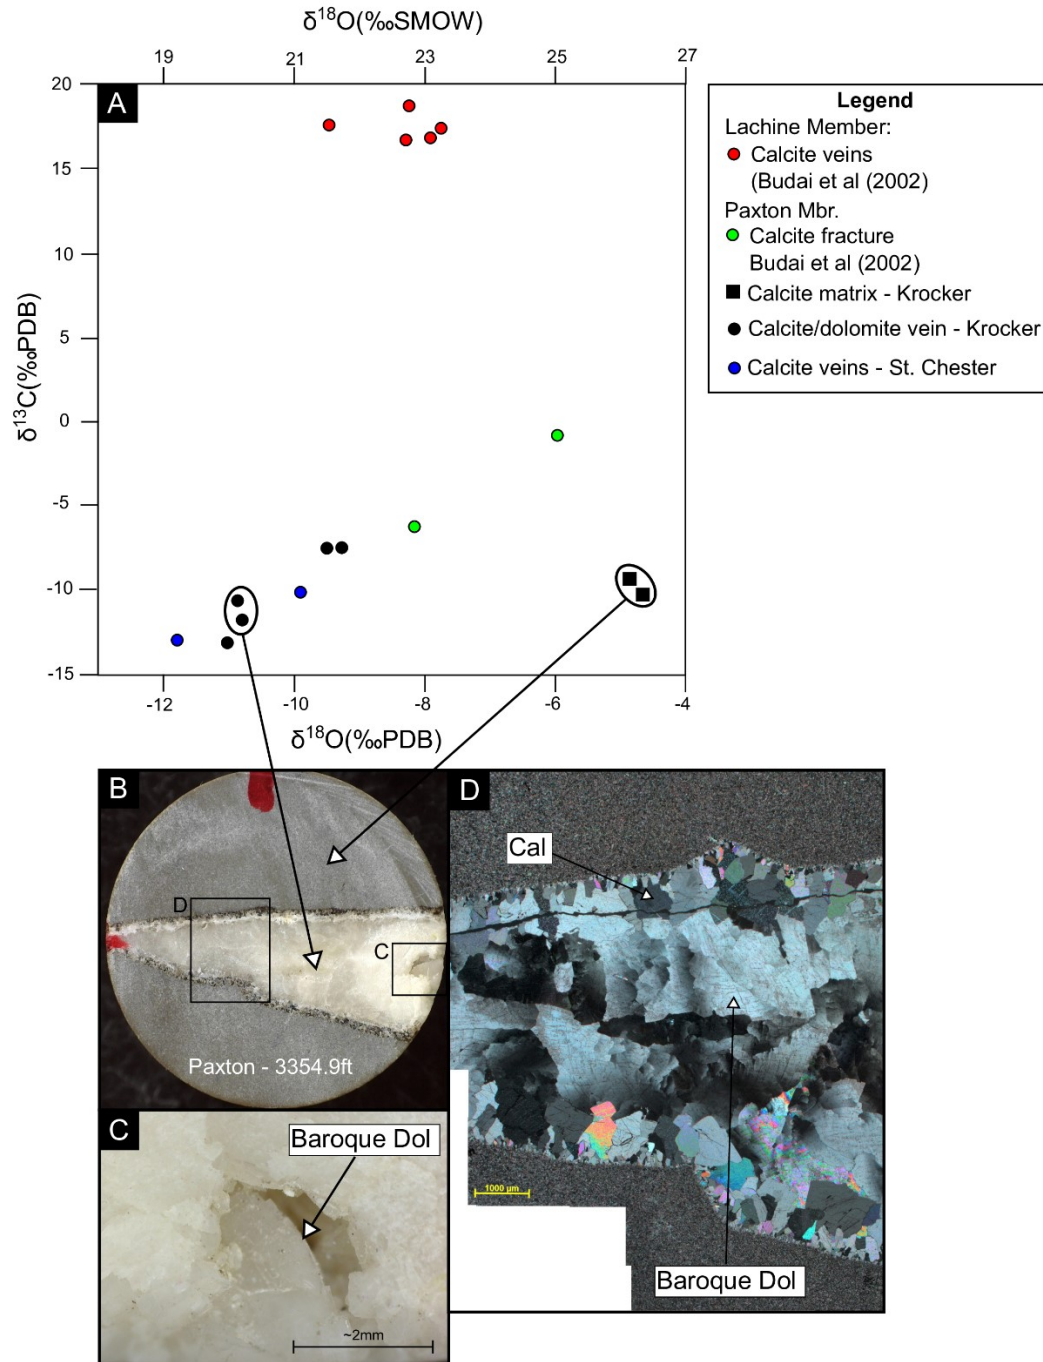 δ18O(‰SMOW)
19 21 23 25 27
A
20
15
10
5
0
-5
-10
-15
δ13C(‰PDB)
-12 -10 -8 -6 -4
δ18O(‰PDB)
Legend
Lachine Member:
Calcite veins
(Budai et al (2002)
Paxton Mbr.
Calcite fracture
Budai et al (2002)
Calcite matrix - Krocker
Calcite/dolomite vein - Krocker
Calcite veins - St. Chester
B
D
C
Paxton - 3354.9ft
C
Baroque Dol
~2mm
D
Cal
1000 µm
Baroque Dol